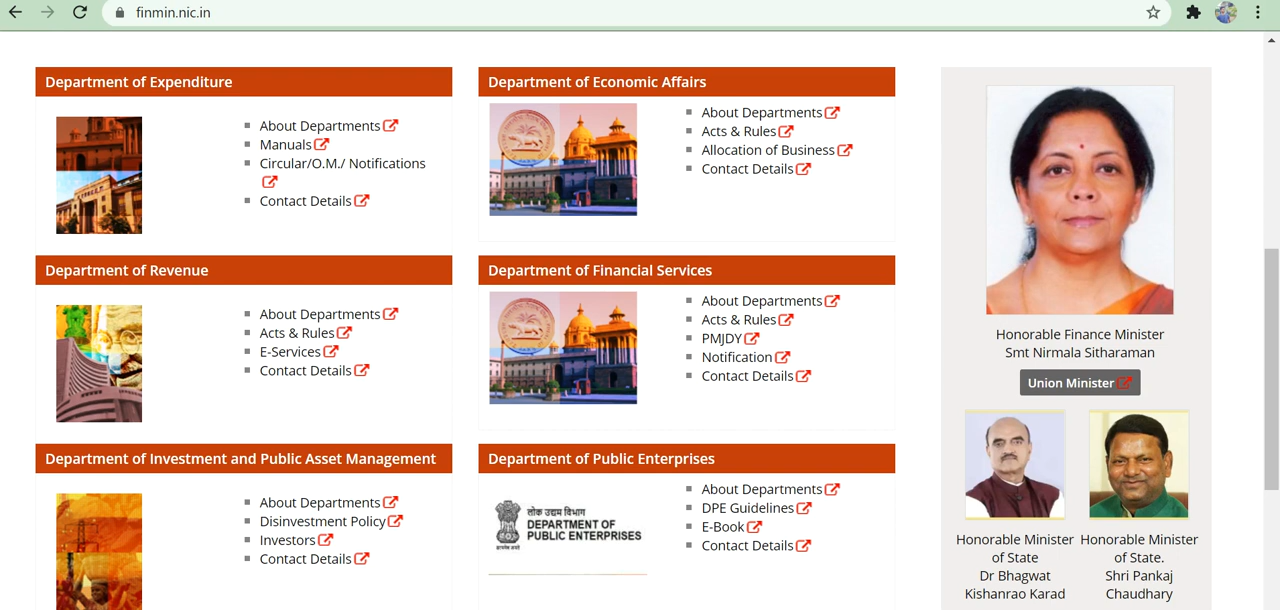 finmin.nic.in
Department of Expenditure
About Departments
Manuals
Circular/O.M./ Notifications
Contact Details
Department of Economic Affairs
About Departments
Acts & Rules
Allocation of Business
Contact Details
Department of Revenue
About Departments
Acts & Rules
E-Services
Contact Details
Department of Financial Services
About Departments
Acts & Rules
PMJDY
Notification
Contact Details
Department of Investment and Public Asset Management
About Departments
Disinvestment Policy
Investors
Contact Details
Department of Public Enterprises
लोक उद्यम विभाग
DEPARTMENT OF
PUBLIC ENTERPRISES
About Departments
DPE Guidelines
E-Book
Contact Details
Honorable Finance Minister
Smt Nirmala Sitharaman
Union Minister
Honorable Minister
of State
Dr Bhagwat
Kishanrao Karad
Honorable Minister
of State.
Shri Pankaj
Chaudhary